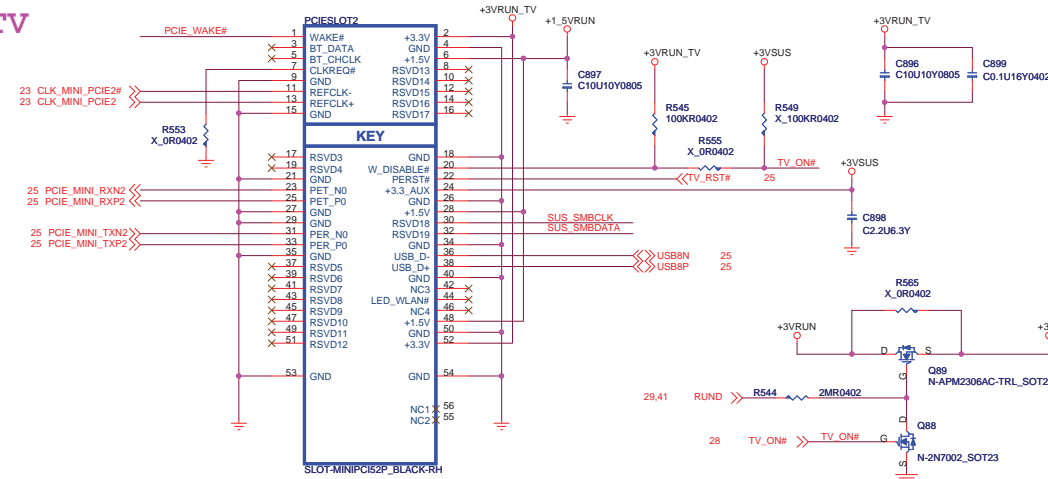 TV
PCIESLOT2
PCIE_WAKE#
1 WAKE# +3.3V 2
3 BT_DATA GND 4
5 BT_CHCLK +1.5V 6
7 CLKREQ# RSVD13 8
9 GND RSVD14 10
11 REFCLK- RSVD15 12
13 REFCLK+ RSVD16 14
15 GND RSVD17 16
KEY
17 RSVD3 GND 18
19 RSVD4 W_DISABLE# 20
21 GND PERST# 22
23 PET_N0 +3.3_AUX 24
25 PET_P0 GND 26
27 GND +1.5V 28
29 GND RSVD18 30
31 PER_N0 RSVD19 32
33 PER_P0 GND 34
35 GND USB_D- 36
37 RSVD5 USB_D+ 38
39 RSVD6 GND 40
41 RSVD7 NC3 42
43 RSVD8 LED_WLAN# 44
45 RSVD9 NC4 46
47 RSVD10 +1.5V 48
49 RSVD11 GND 50
51 RSVD12 +3.3V 52
53 GND GND 54
NC1 56
NC2 55
SLOT-MINIPCI52P_BLACK-RH
23 CLK_MINI_PCIE2#
23 CLK_MINI_PCIE2
R553
X_0R0402
25 PCIE_MINI_RXN2
25 PCIE_MINI_RXP2
25 PCIE_MINI_TXN2
25 PCIE_MINI_TXP2
+3VRUN_TV
+1_5VRUN
C897
C10U10Y0805
+3VRUN_TV
R545
100KR0402
+3VSUS
R549
X_100KR0402
R555
X_0R0402
TV_ON#
TV_RST# 25
SUS_SMBCLK
SUS_SMBDATA
USB8N 25
USB8P 25
+3VRUN_TV
C896
C10U10Y0805
C899
C0.1U16Y0402
+3VSUS
C898
C2.2U6.3Y
R565
X_0R0402
+3VRUN
D
S
G
Q89
N-APM2306AC-TRL_SOT2
29,41 RUND
R544 2MR0402
28 TV_ON#
TV_ON#
D
G
S
Q88
N-2N7002_SOT23